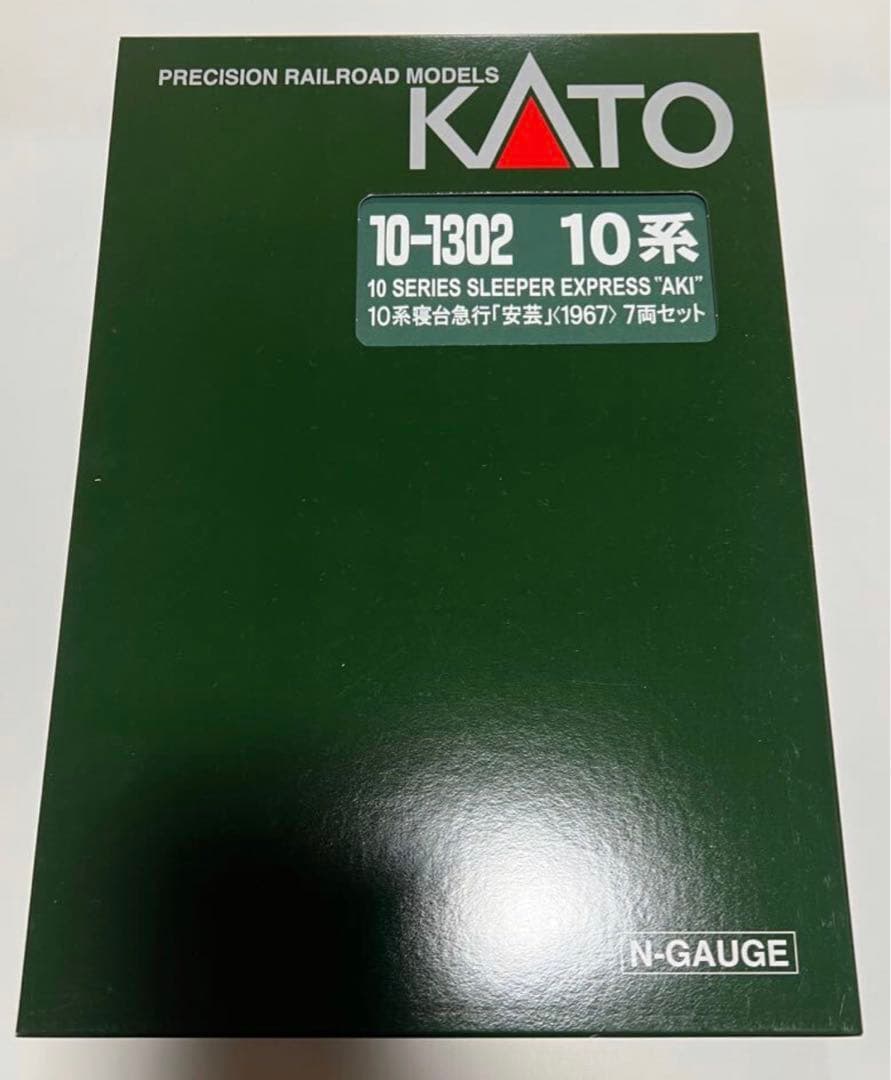 PRECISION RAILROAD MODELS
KATO
10-1302 10系
10 SERIES SLEEPER EXPRESS "AKI"
10系寝台急行「安芸」〈1967〉7両セット
N-GAUGE